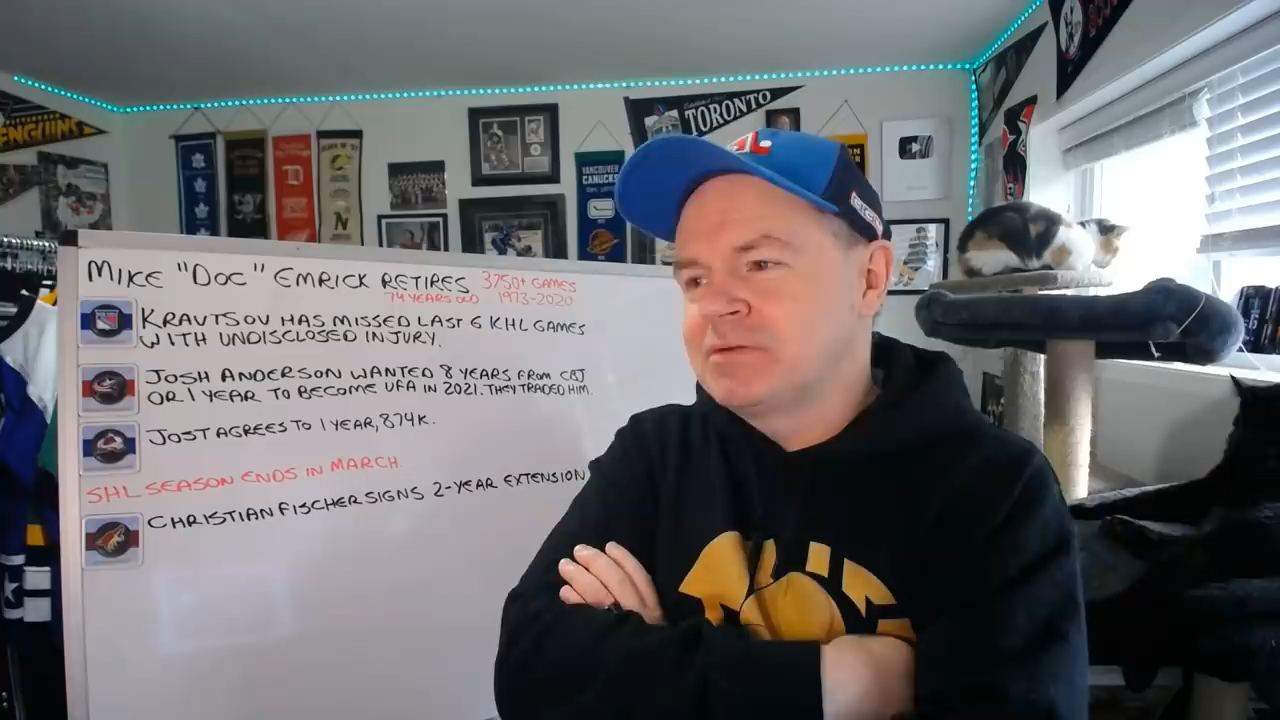 PENGUINS
TORONTO
VANCOUVER
CANUCKS
MIKE "DOC" EMRICK RETIRES 3750+ GAMES
74 YEARS OLD 1973-2020
KRAVTSOV HAS MISSED LAST 6 KHL GAMES
WITH UNDISCLOSED INJURY.
JOSH ANDERSON WANTED 8 YEARS FROM CBJ
OR 1 YEAR TO BECOME UFA IN 2021. THEY TRADED HIM.
JOST AGREES TO 1 YEAR, 874K.
SHL SEASON ENDS IN MARCH
CHRISTIAN FISCHER SIGNS 2-YEAR EXTENSION